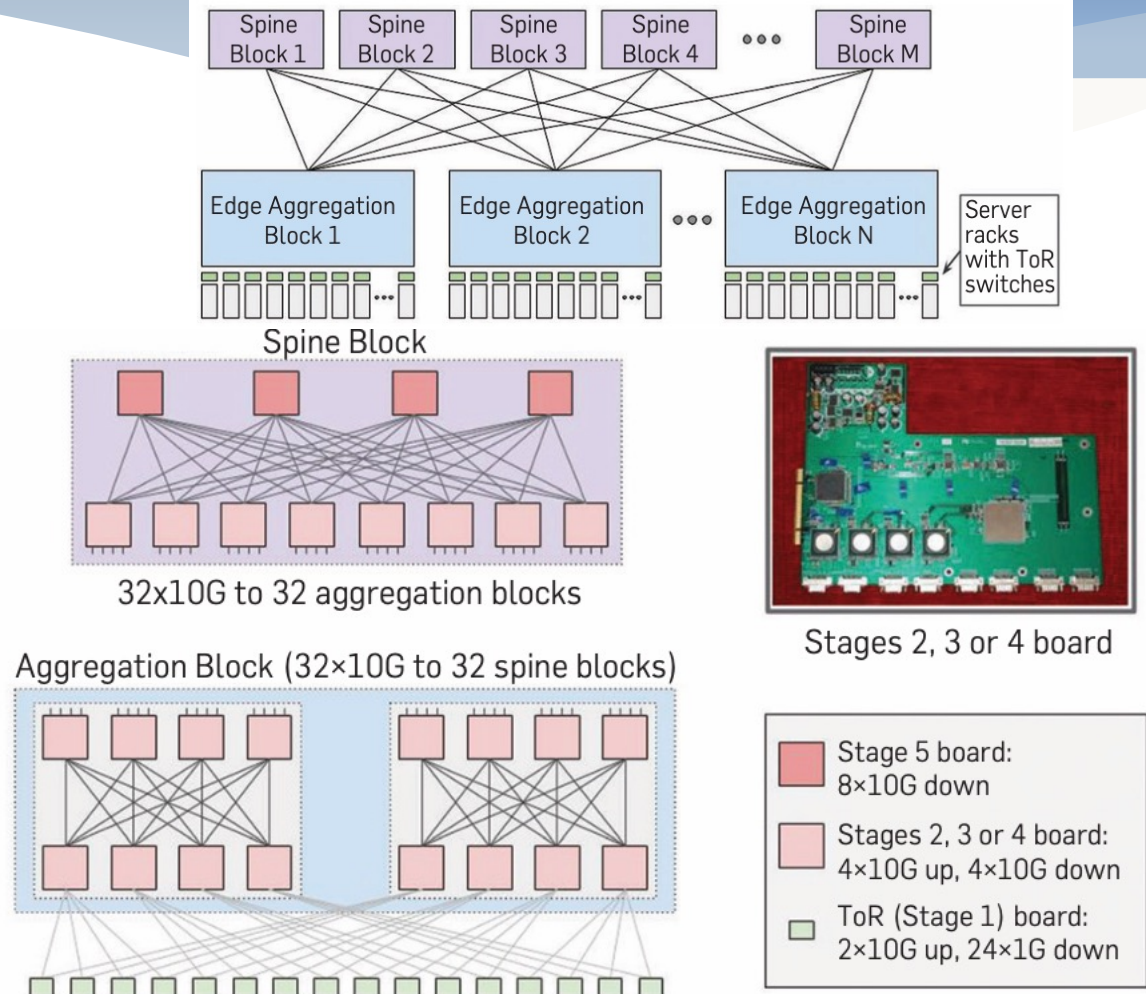 Spine
Block 1
Spine
Block 2
Spine
Block 3
Spine
Block 4
Spine
Block M
Edge Aggregation
Block 1
Edge Aggregation
Block 2
Edge Aggregation
Block N
Server
racks
with ToR
switches
Spine Block
32x10G to 32 aggregation blocks
Stages 2, 3 or 4 board
Aggregation Block (32×10G to 32 spine blocks)
Stage 5 board:
8×10G down
Stages 2, 3 or 4 board:
4×10G up, 4×10G down
ToR (Stage 1) board:
2×10G up, 24×1G down